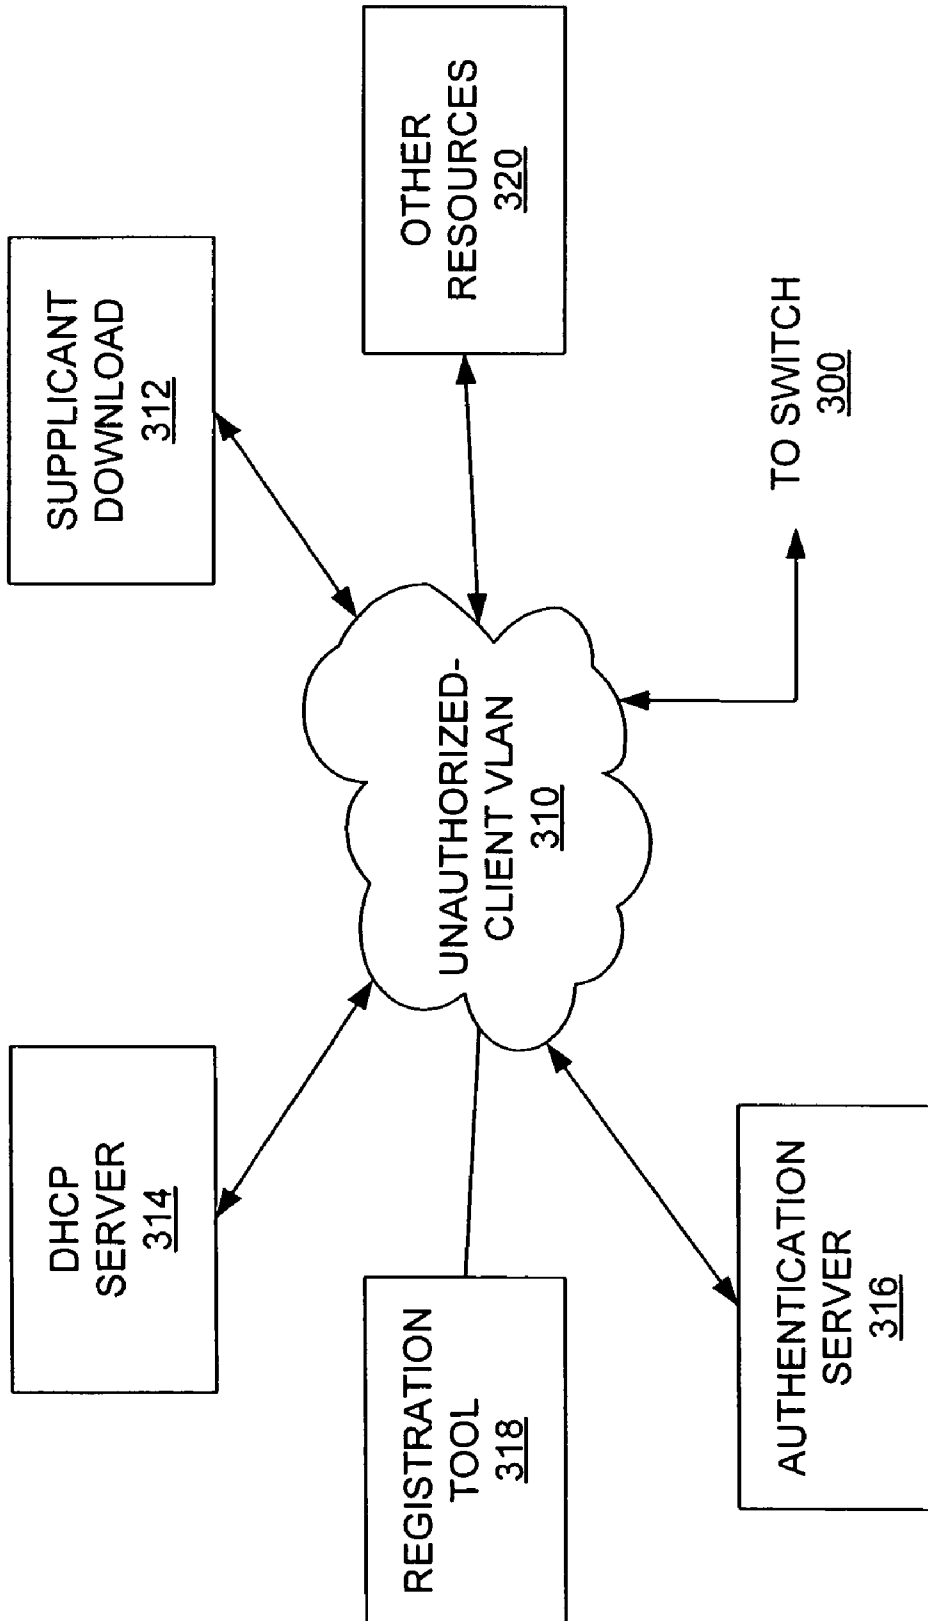 DHCP
SERVER
314
SUPPLICANT
DOWNLOAD
312
REGISTRATION
TOOL
318
UNAUTHORIZED-
CLIENT VLAN
310
OTHER
RESOURCES
320
AUTHENTICATION
SERVER
316
TO SWITCH
300